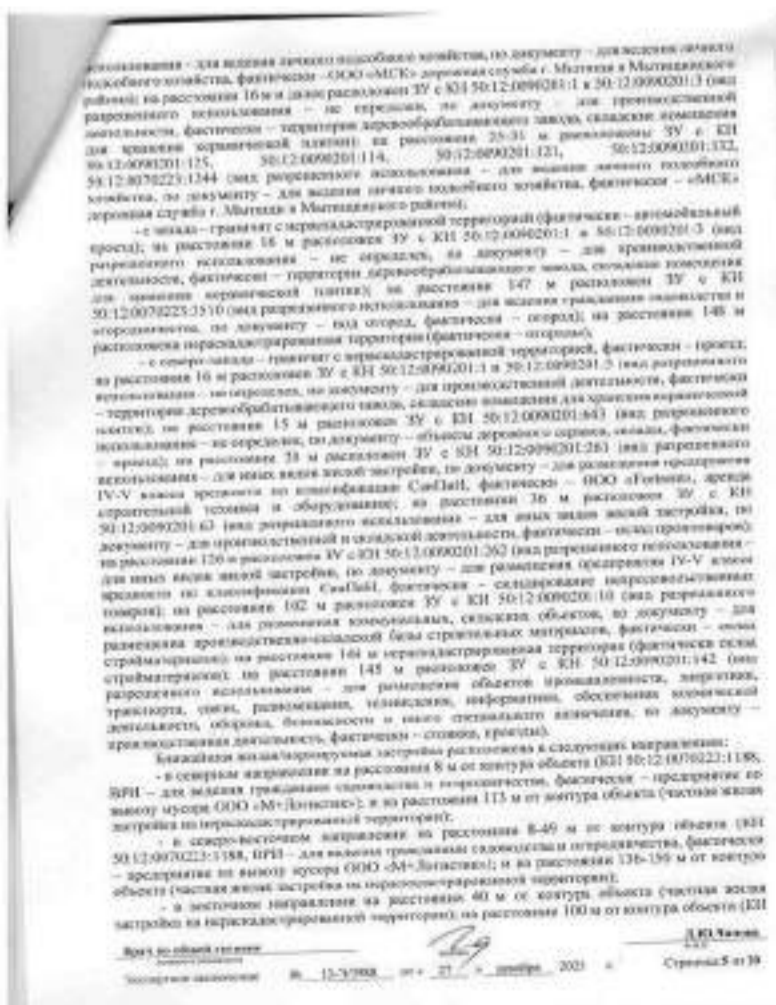 использования – для ведения личного подсобного хозяйства, по документу – для ведения личного
подсобного хозяйства, фактически – ООО «МСК» дорожная служба г. Мытищи и Мытищинского
района); на расстоянии 16 м и далее расположен ЗУ с КН 50:12:0090201:1 и 50:12:0090201:3 (вид
разрешенного использования – не определен, по документу – для производственной
деятельности, фактически – территория деревообрабатывающего завода, складские помещения
для хранения керамической плитки); на расстоянии 25-31 м расположены ЗУ с КН
50:12:0090201:125, 50:12:0090201:114, 50:12:0090201:121, 50:12:0090201:132,
50:12:0070223:1244 (вид разрешенного использования – для ведения личного подсобного
хозяйства, по документу – для ведения личного подсобного хозяйства, фактически – «МСК»
дорожная служба г. Мытищи и Мытищинского района);
- с запада – граничит с нераскадастрированной территорией (фактически – автомобильный
проезд); на расстоянии 16 м расположен ЗУ с КН 50:12:0090201:1 и 50:12:0090201:3 (вид
разрешенного использования – не определен, по документу – для производственной
деятельности, фактически – территория деревообрабатывающего завода, складские помещения
для хранения керамической плитки); на расстоянии 147 м расположен ЗУ с КН
50:12:0070223:3510 (вид разрешенного использования – для ведения гражданами садоводства и
огородничества, по документу – под огород, фактически – огород); на расстоянии 148 м
расположена нераскадастрированная территория (фактически – огороды);
- с северо-запада – граничит с нераскадастрированной территорией, фактически – проезд;
на расстоянии 16 м расположен ЗУ с КН 50:12:0090201:1 и 50:12:0090201:3 (вид разрешенного
использования – не определен, по документу – для производственной деятельности, фактически
– территория деревообрабатывающего завода, складские помещения для хранения керамической
плитки); на расстоянии 15 м расположен ЗУ с КН 50:12:0090201:643 (вид разрешенного
использования – не определен, по документу – объекты дорожного сервиса, склады, фактически
– проезд); на расстоянии 31 м расположен ЗУ с КН 50:12:0090201:261 (вид разрешенного
использования – для иных видов жилой застройки, по документу – для размещения предприятия
IV-V класса вредности по классификации СанПиН, фактически – ООО , аренда
строительной техники и оборудования); на расстоянии 36 м расположен ЗУ с КН
50:12:0090201:63 (вид разрешенного использования – для иных видов жилой застройки, по
документу – для производственной и складской деятельности, фактически – склад промтоваров);
на расстоянии 126 м расположен ЗУ с КН 50:12:0090201:262 (вид разрешенного использования –
для иных видов жилой застройки, по документу – для размещения предприятия IV-V класса
вредности по классификации СанПиН, фактически – складирование непродовольственных
товаров); на расстоянии 102 м расположен ЗУ с КН 50:12:0090201:10 (вид разрешенного
использования – для размещения коммунальных, складских объектов, по документу – для
размещения производственно-складской базы строительных материалов, фактически – склад
стройматериалов); на расстоянии 144 м нераскадастрированная территория (фактически склад
стройматериалов); на расстоянии 145 м расположен ЗУ с КН 50:12:0090201:142 (вид
разрешенного использования – для размещения объектов промышленности, энергетики,
транспорта, связи, радиовещания, телевидения, информатики, обеспечения космической
деятельности, обороны, безопасности и иного специального назначения, по документу –
производственная деятельность, фактически – стоянка, проезды).
Ближайшая жилая/нормируемая застройка расположена в следующих направлениях:
- в северном направлении на расстоянии 8 м от контура объекта (КН 50:12:0070223:1188,
ВРИ – для ведения гражданами садоводства и огородничества, фактически – предприятие по
вывозу мусора ООО «М+Логистик»); и на расстоянии 113 м от контура объекта (частная жилая
застройка на нераскадастрированной территории);
- в северо-восточном направлении на расстоянии 8-49 м от контура объекта (КН
50:12:0070223:1188, ВРИ – для ведения гражданами садоводства и огородничества, фактически
– предприятие по вывозу мусора ООО «М+Логистик»); и на расстоянии 136-159 м от контура
объекта (частная жилая застройка на нераскадастрированной территории);
- в восточном направлении на расстоянии 40 м от контура объекта (частная жилая
застройка на нераскадастрированной территории); на расстоянии 100 м от контура объекта (КН
Врач по общей гигиене
Экспертное заключение № от « 27 » декабря 2021 г. Страница 5 из 10